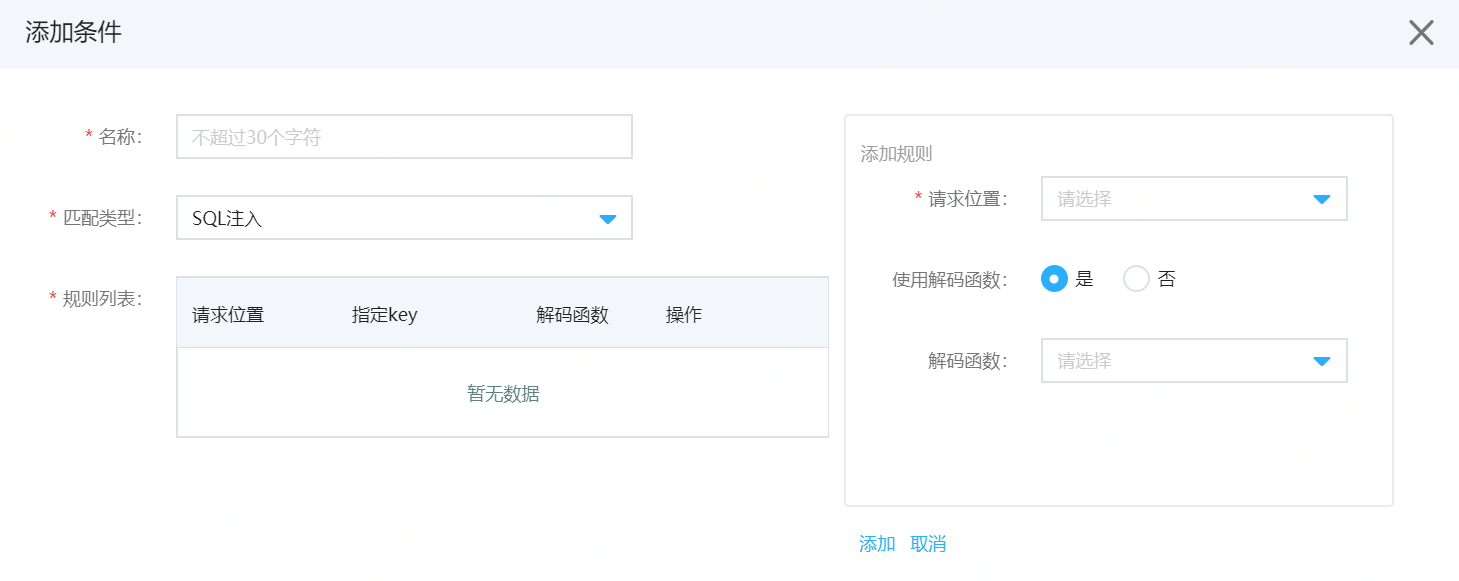 添加条件
* 名称:
不超过30个字符
* 匹配类型:
SQL注入
* 规则列表:
请求位置 指定key 解码函数 操作
暂无数据
添加规则
* 请求位置:
请选择
使用解码函数:
是 否
解码函数:
请选择
添加 取消